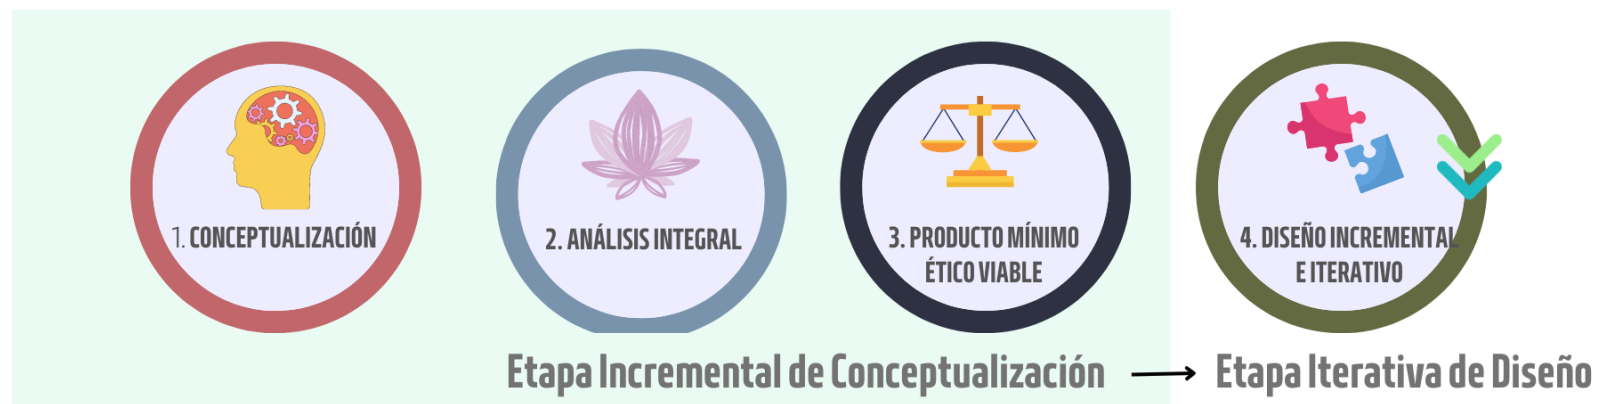 1. CONCEPTUALIZACIÓN
2. ANÁLISIS INTEGRAL
3. PRODUCTO MÍNIMO
ÉTICO VIABLE
4. DISEÑO INCREMENTAL
E ITERATIVO
Etapa Incremental de Conceptualización
Etapa Iterativa de Diseño